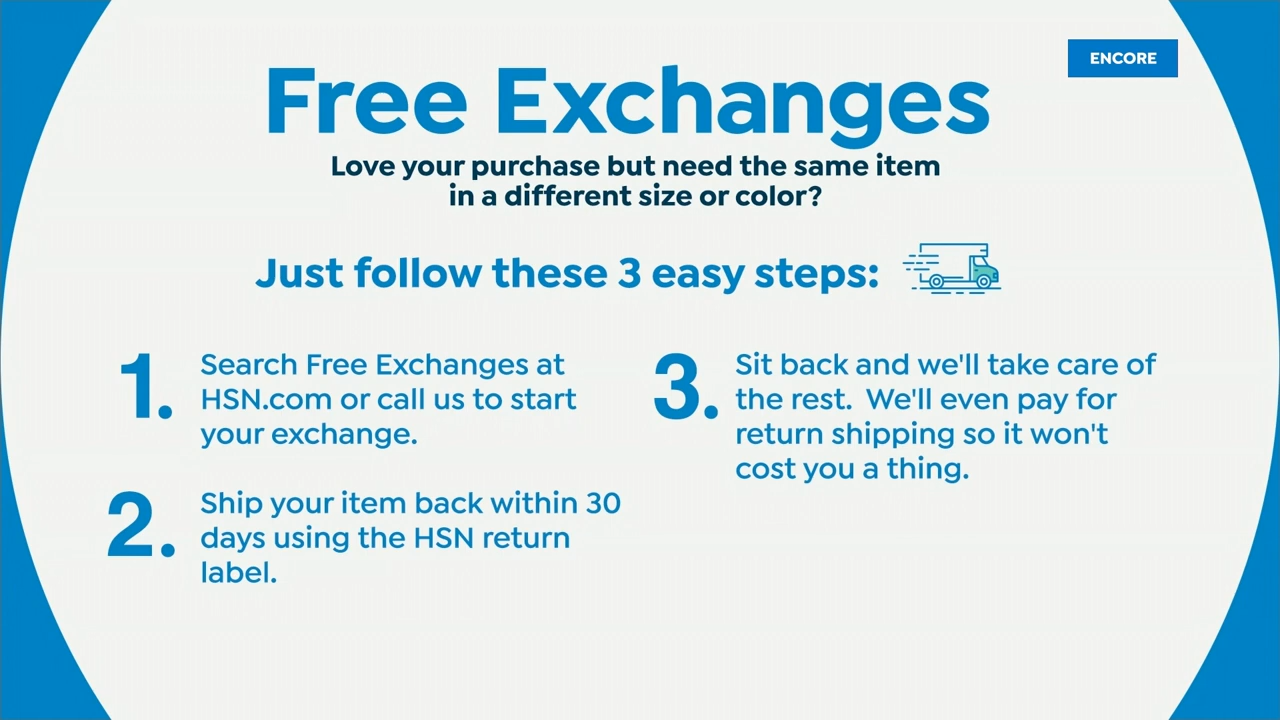 ENCORE
Free Exchanges
Love your purchase but need the same item
in a different size or color?
Just follow these 3 easy steps:
1. Search Free Exchanges at
HSN.com or call us to start
your exchange.
2. Ship your item back within 30
days using the HSN return
label.
3. Sit back and we'll take care of
the rest.  We'll even pay for
return shipping so it won't
cost you a thing.